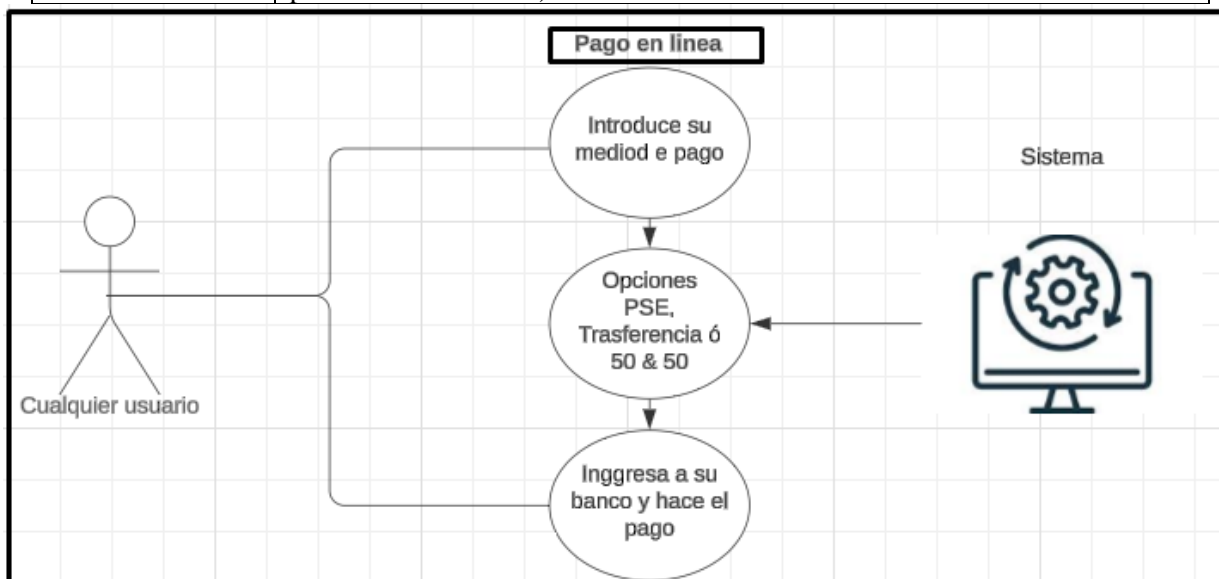 Pago en linea
Introduce su
mediod e pago
Sistema
Opciones
PSE,
Trasferencia ó
50 & 50
Cualquier usuario
Inggresa a su
banco y hace el
pago